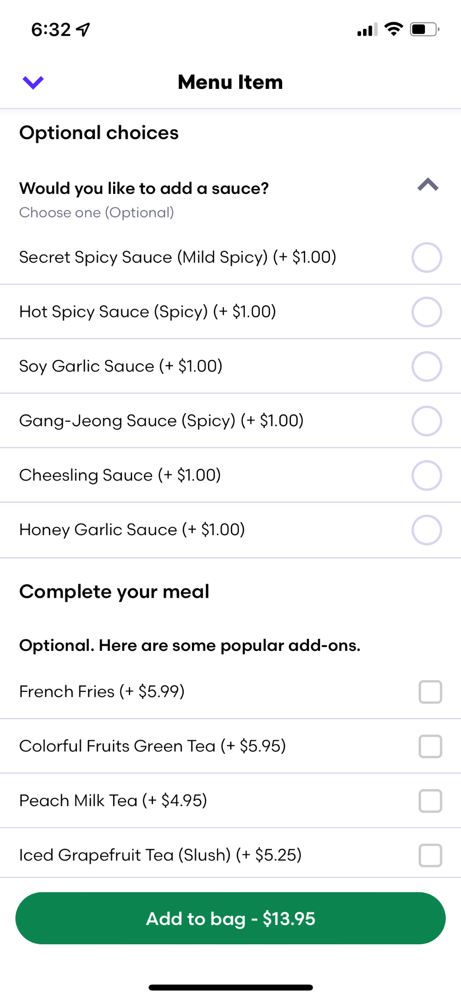 6:32
Menu Item
Optional choices
Would you like to add a sauce?
Choose one (Optional)
Secret Spicy Sauce (Mild Spicy) (+ $1.00)
Hot Spicy Sauce (Spicy) (+ $1.00)
Soy Garlic Sauce (+ $1.00)
Gang-Jeong Sauce (Spicy) (+ $1.00)
Cheesling Sauce (+ $1.00)
Honey Garlic Sauce (+ $1.00)
Complete your meal
Optional. Here are some popular add-ons.
French Fries (+ $5.99)
Colorful Fruits Green Tea (+ $5.95)
Peach Milk Tea (+ $4.95)
Iced Grapefruit Tea (Slush) (+ $5.25)
Add to bag - $13.95